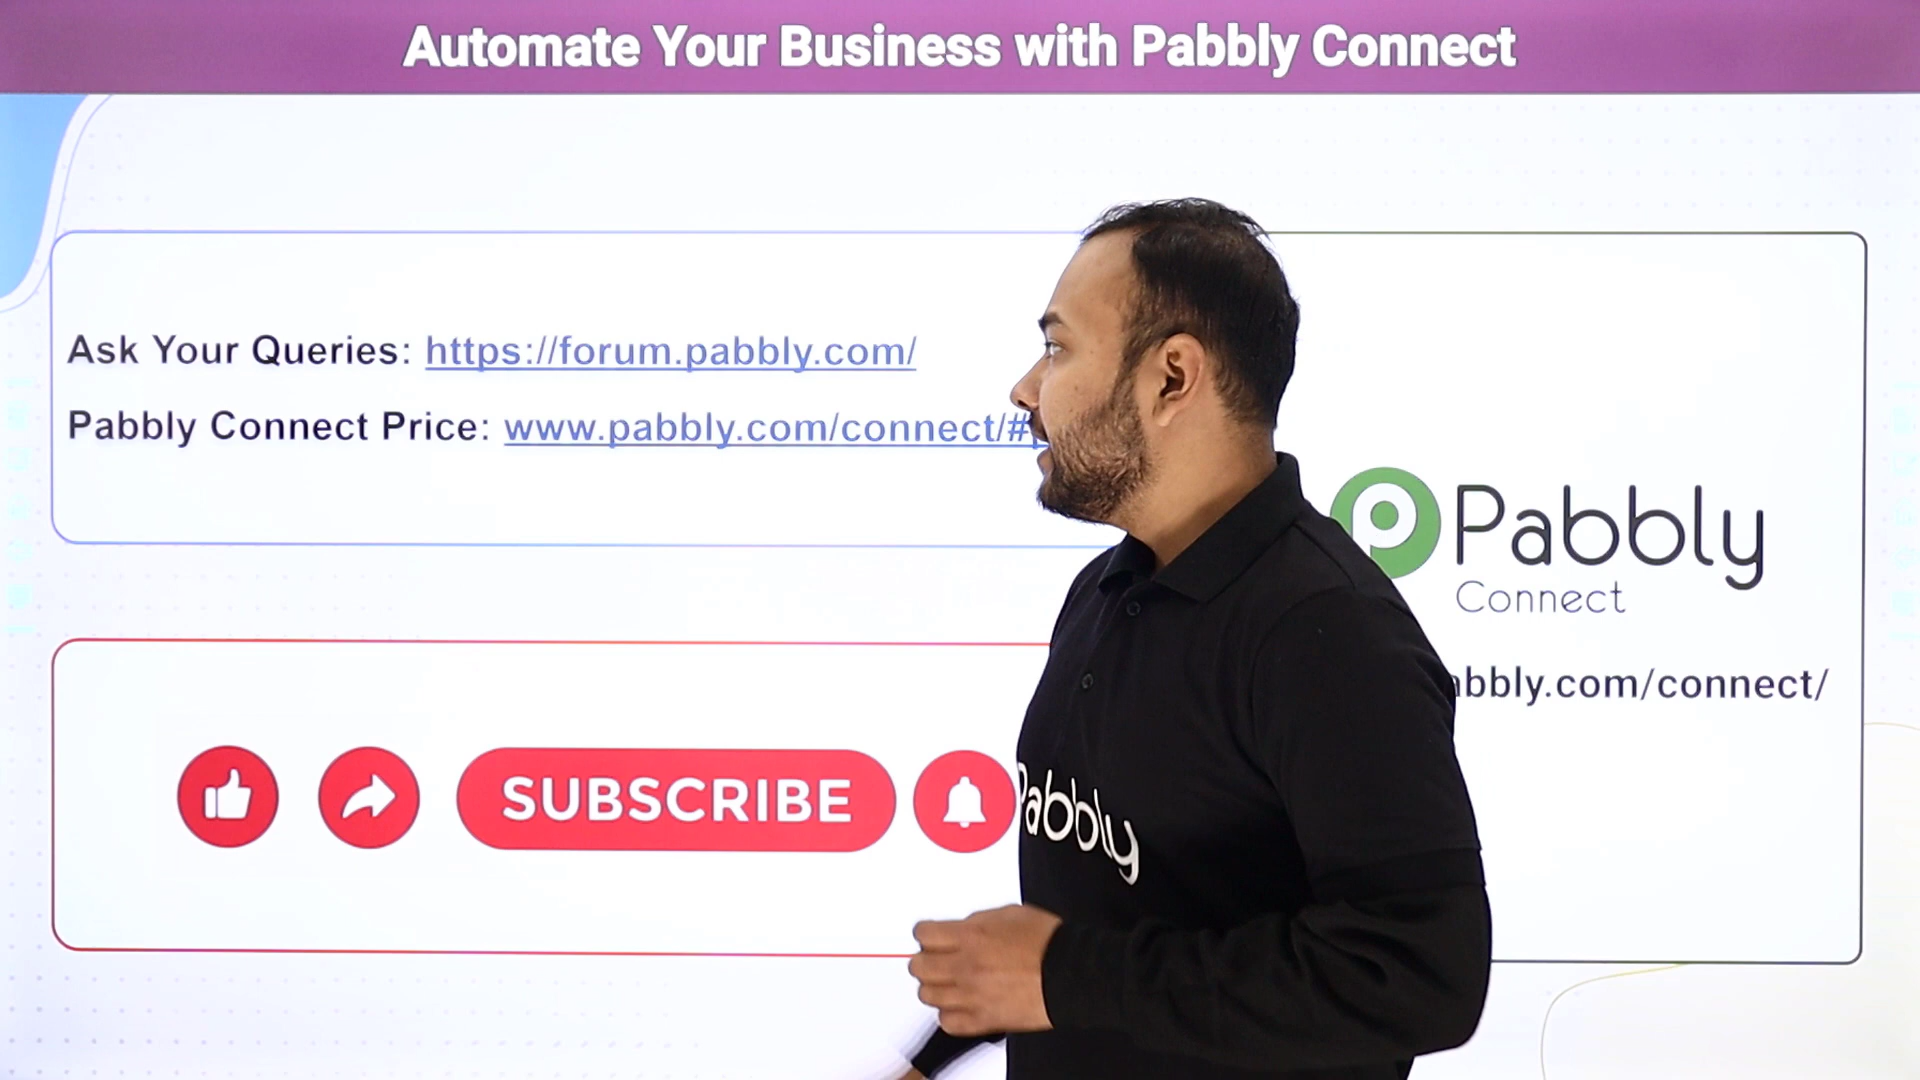 Automate Your Business with Pabbly Connect
Ask Your Queries: https://forum.pabbly.com/
Pabbly Connect Price: www.pabbly.com/connect/#
Pabbly
Connect
abbly.com/connect/
SUBSCRIBE
Pabbly